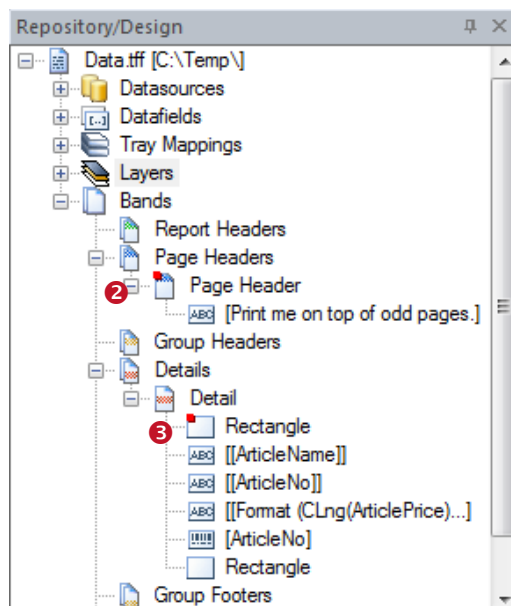 Repository/Design
Data.tff [C:\Temp\]
Datasources
Datafields
Tray Mappings
Layers
Bands
Report Headers
Page Headers
2 Page Header
ABC [Print me on top of odd pages.]
Group Headers
Details
Detail
3 Rectangle
ABC [[ArticleName]]
ABC [[ArticleNo]]
ABC [[Format (CLng(ArticlePrice)...]
[ArticleNo]
Rectangle
Group Footers